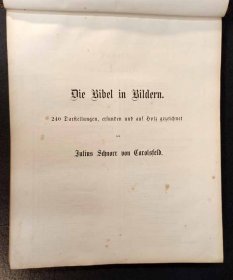 Die Bibel in Bildern.
240 Darstellungen, erfunden und auf Holz gezeichnet
von
Julius Schnorr von Carolsfeld.